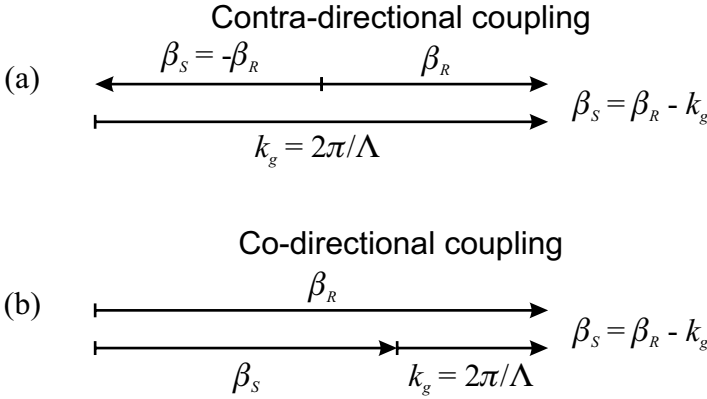 Contra-directional coupling
(a)
β_S = -β_R
β_R
k_g = 2π/Λ
β_S = β_R - k_g
Co-directional coupling
(b)
β_R
β_S
k_g = 2π/Λ
β_S = β_R - k_g